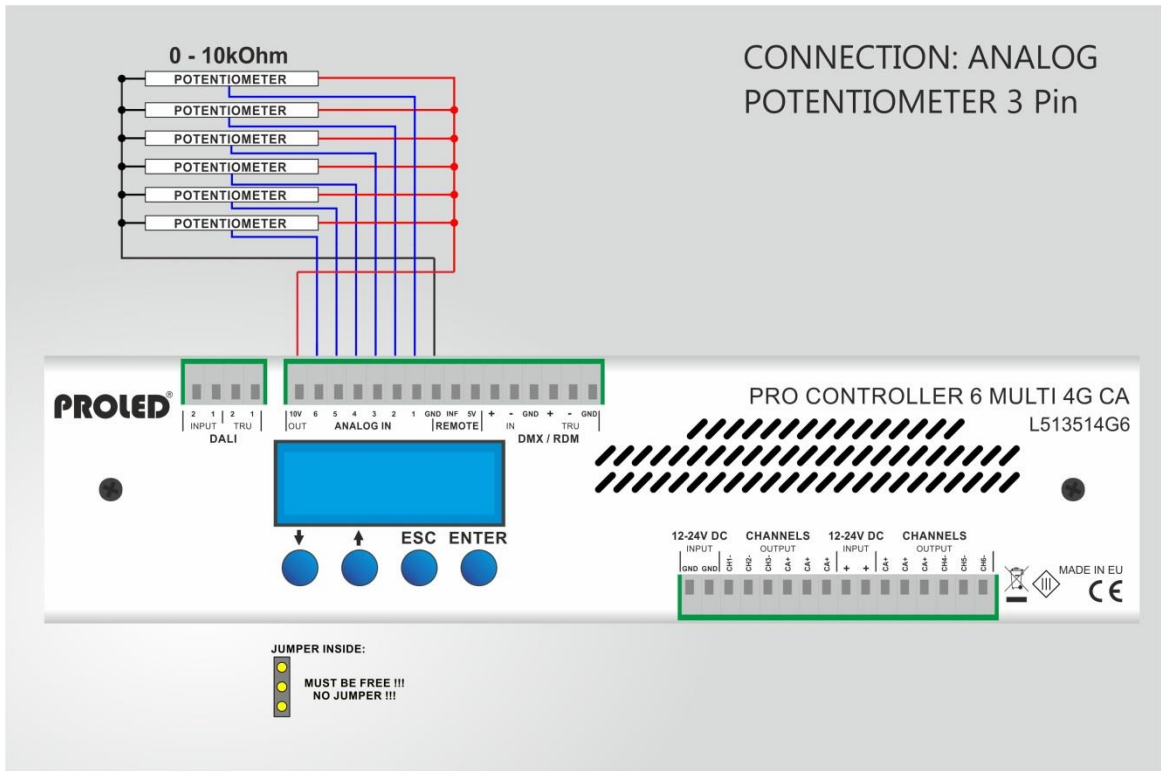 CONNECTION: ANALOG
POTENTIOMETER 3 Pin
0 - 10kOhm
POTENTIOMETER
POTENTIOMETER
POTENTIOMETER
POTENTIOMETER
POTENTIOMETER
POTENTIOMETER
PROLED®
2 1 2 1
INPUT TRU
DALI
10V 6 5 4 3 2 1 GND INF 5V + - GND + - GND
OUT ANALOG IN REMOTE IN TRU
DMX / RDM
PRO CONTROLLER 6 MULTI 4G CA
L513514G6
ESC ENTER
12-24V DC CHANNELS 12-24V DC CHANNELS
INPUT OUTPUT INPUT OUTPUT
GND GND CH1- CH2- CH3- CA+ CA+ CA+ + + CA+ CA+ CA+ CH4- CH5- CH6-
III
MADE IN EU
CE
JUMPER INSIDE:
MUST BE FREE !!!
NO JUMPER !!!